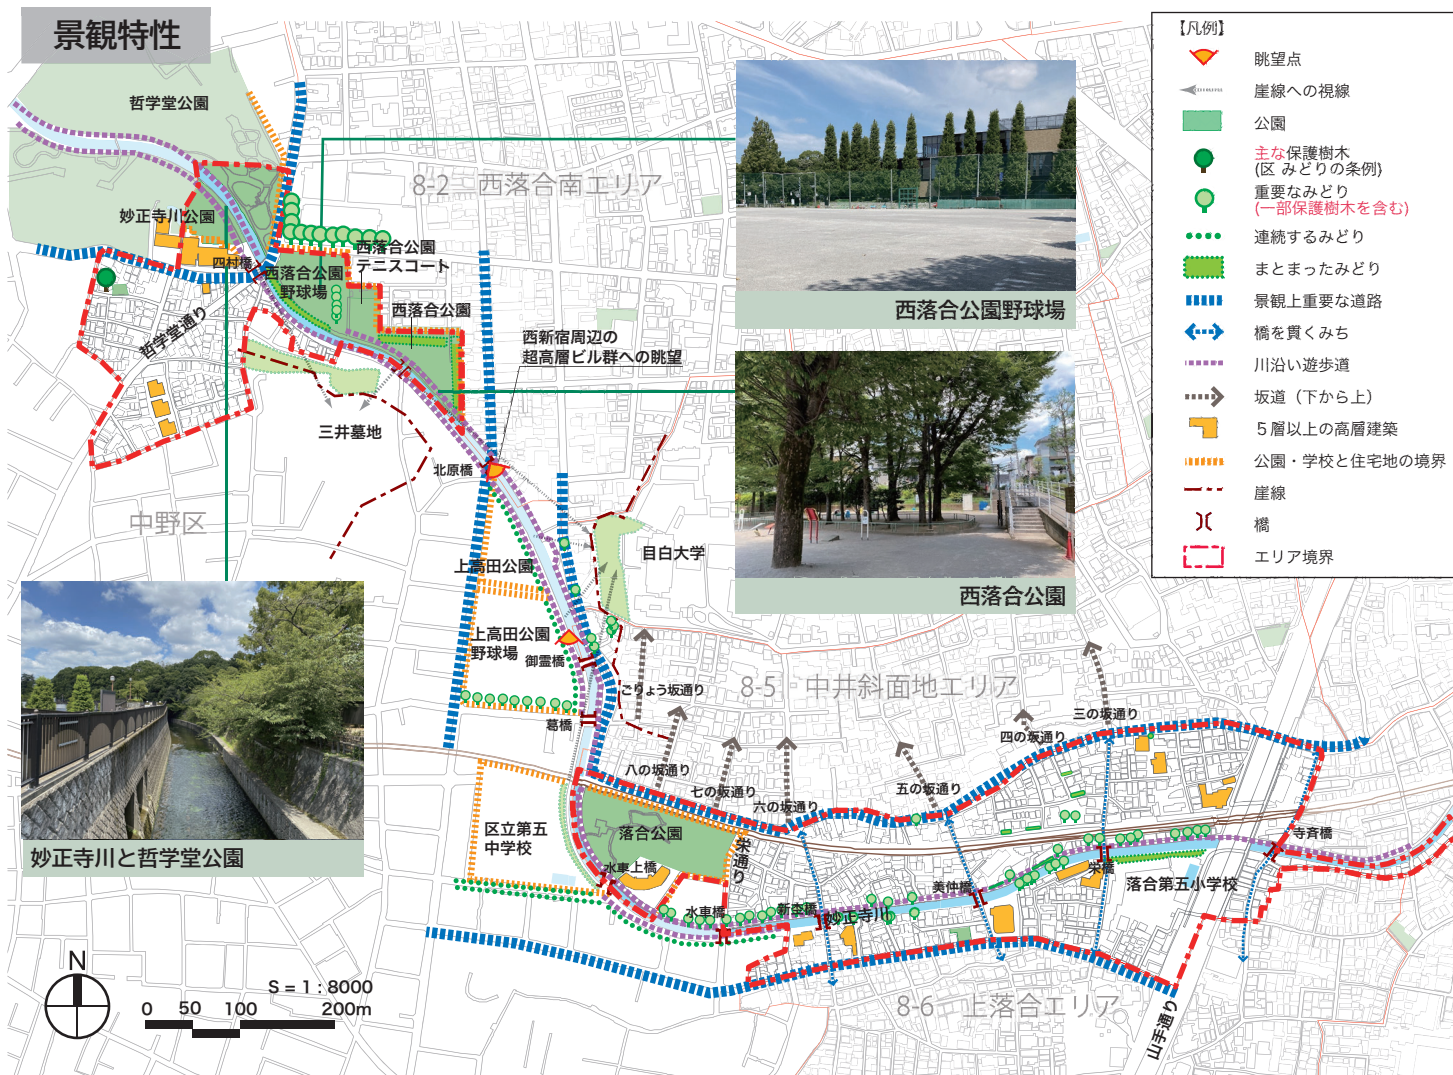 景観特性
哲学堂公園
妙正寺川公園
四村橋
哲学堂通り
8-2 西落合南エリア
西落合公園
テニスコート
西落合公園
野球場
西落合公園
西新宿周辺の
超高層ビル群への眺望
三井墓地
北原橋
中野区
上高田公園
目白大学
上高田公園
野球場
御霊橋
葛橋
ごりょう坂通り
8-5 中井斜面地エリア
八の坂通り
七の坂通り
六の坂通り
五の坂通り
四の坂通り
三の坂通り
区立第五
中学校
落合公園
水車上橋
栄通り
水車橋
新杢橋
妙正寺川
美仲橋
栄橋
落合第五小学校
寺斉橋
8-6 上落合エリア
山手通り
西落合公園野球場
西落合公園
妙正寺川と哲学堂公園
N
S = 1 : 8000
0 50 100 200m
【凡例】
眺望点
崖線への視線
公園
主な保護樹木
(区 みどりの条例)
重要なみどり
(一部保護樹木を含む)
連続するみどり
まとまったみどり
景観上重要な道路
橋を貫くみち
川沿い遊歩道
坂道（下から上）
５層以上の高層建築
公園・学校と住宅地の境界
崖線
橋
エリア境界